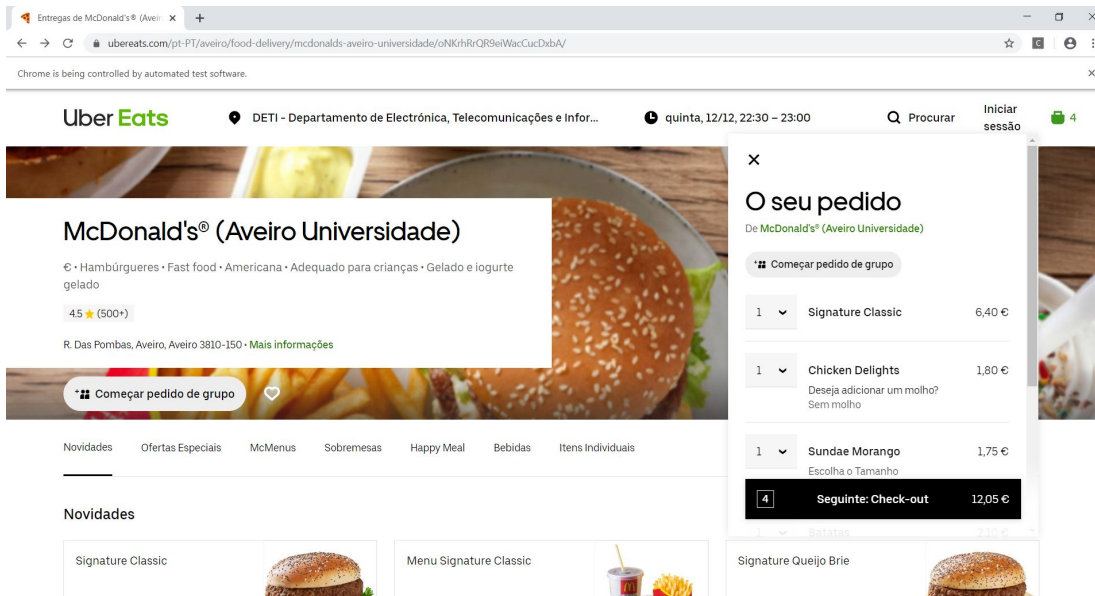 Entregas de McDonald's® (Aveir
ubereats.com/pt-PT/aveiro/food-delivery/mcdonalds-aveiro-universidade/oNKrhRrQR9eiWacCucDxbA/
Chrome is being controlled by automated test software.
Uber Eats
DETI - Departamento de Electrónica, Telecomunicações e Infor...
quinta, 12/12, 22:30 – 23:00
Procurar
Iniciar
sessão
4
McDonald's® (Aveiro Universidade)
€ • Hambúrgueres • Fast food • Americana • Adequado para crianças • Gelado e iogurte
gelado
4.5 ★ (500+)
R. Das Pombas, Aveiro, Aveiro 3810-150 • Mais informações
Começar pedido de grupo
Novidades Ofertas Especiais McMenus Sobremesas Happy Meal Bebidas Itens Individuais
Novidades
Signature Classic
Menu Signature Classic
Signature Queijo Brie
O seu pedido
De McDonald's® (Aveiro Universidade)
Começar pedido de grupo
1 Signature Classic 6,40 €
1 Chicken Delights 1,80 €
Deseja adicionar um molho?
Sem molho
1 Sundae Morango 1,75 €
Escolha o Tamanho
4 Seguinte: Check-out 12,05 €
1 Batatas 2,10 €